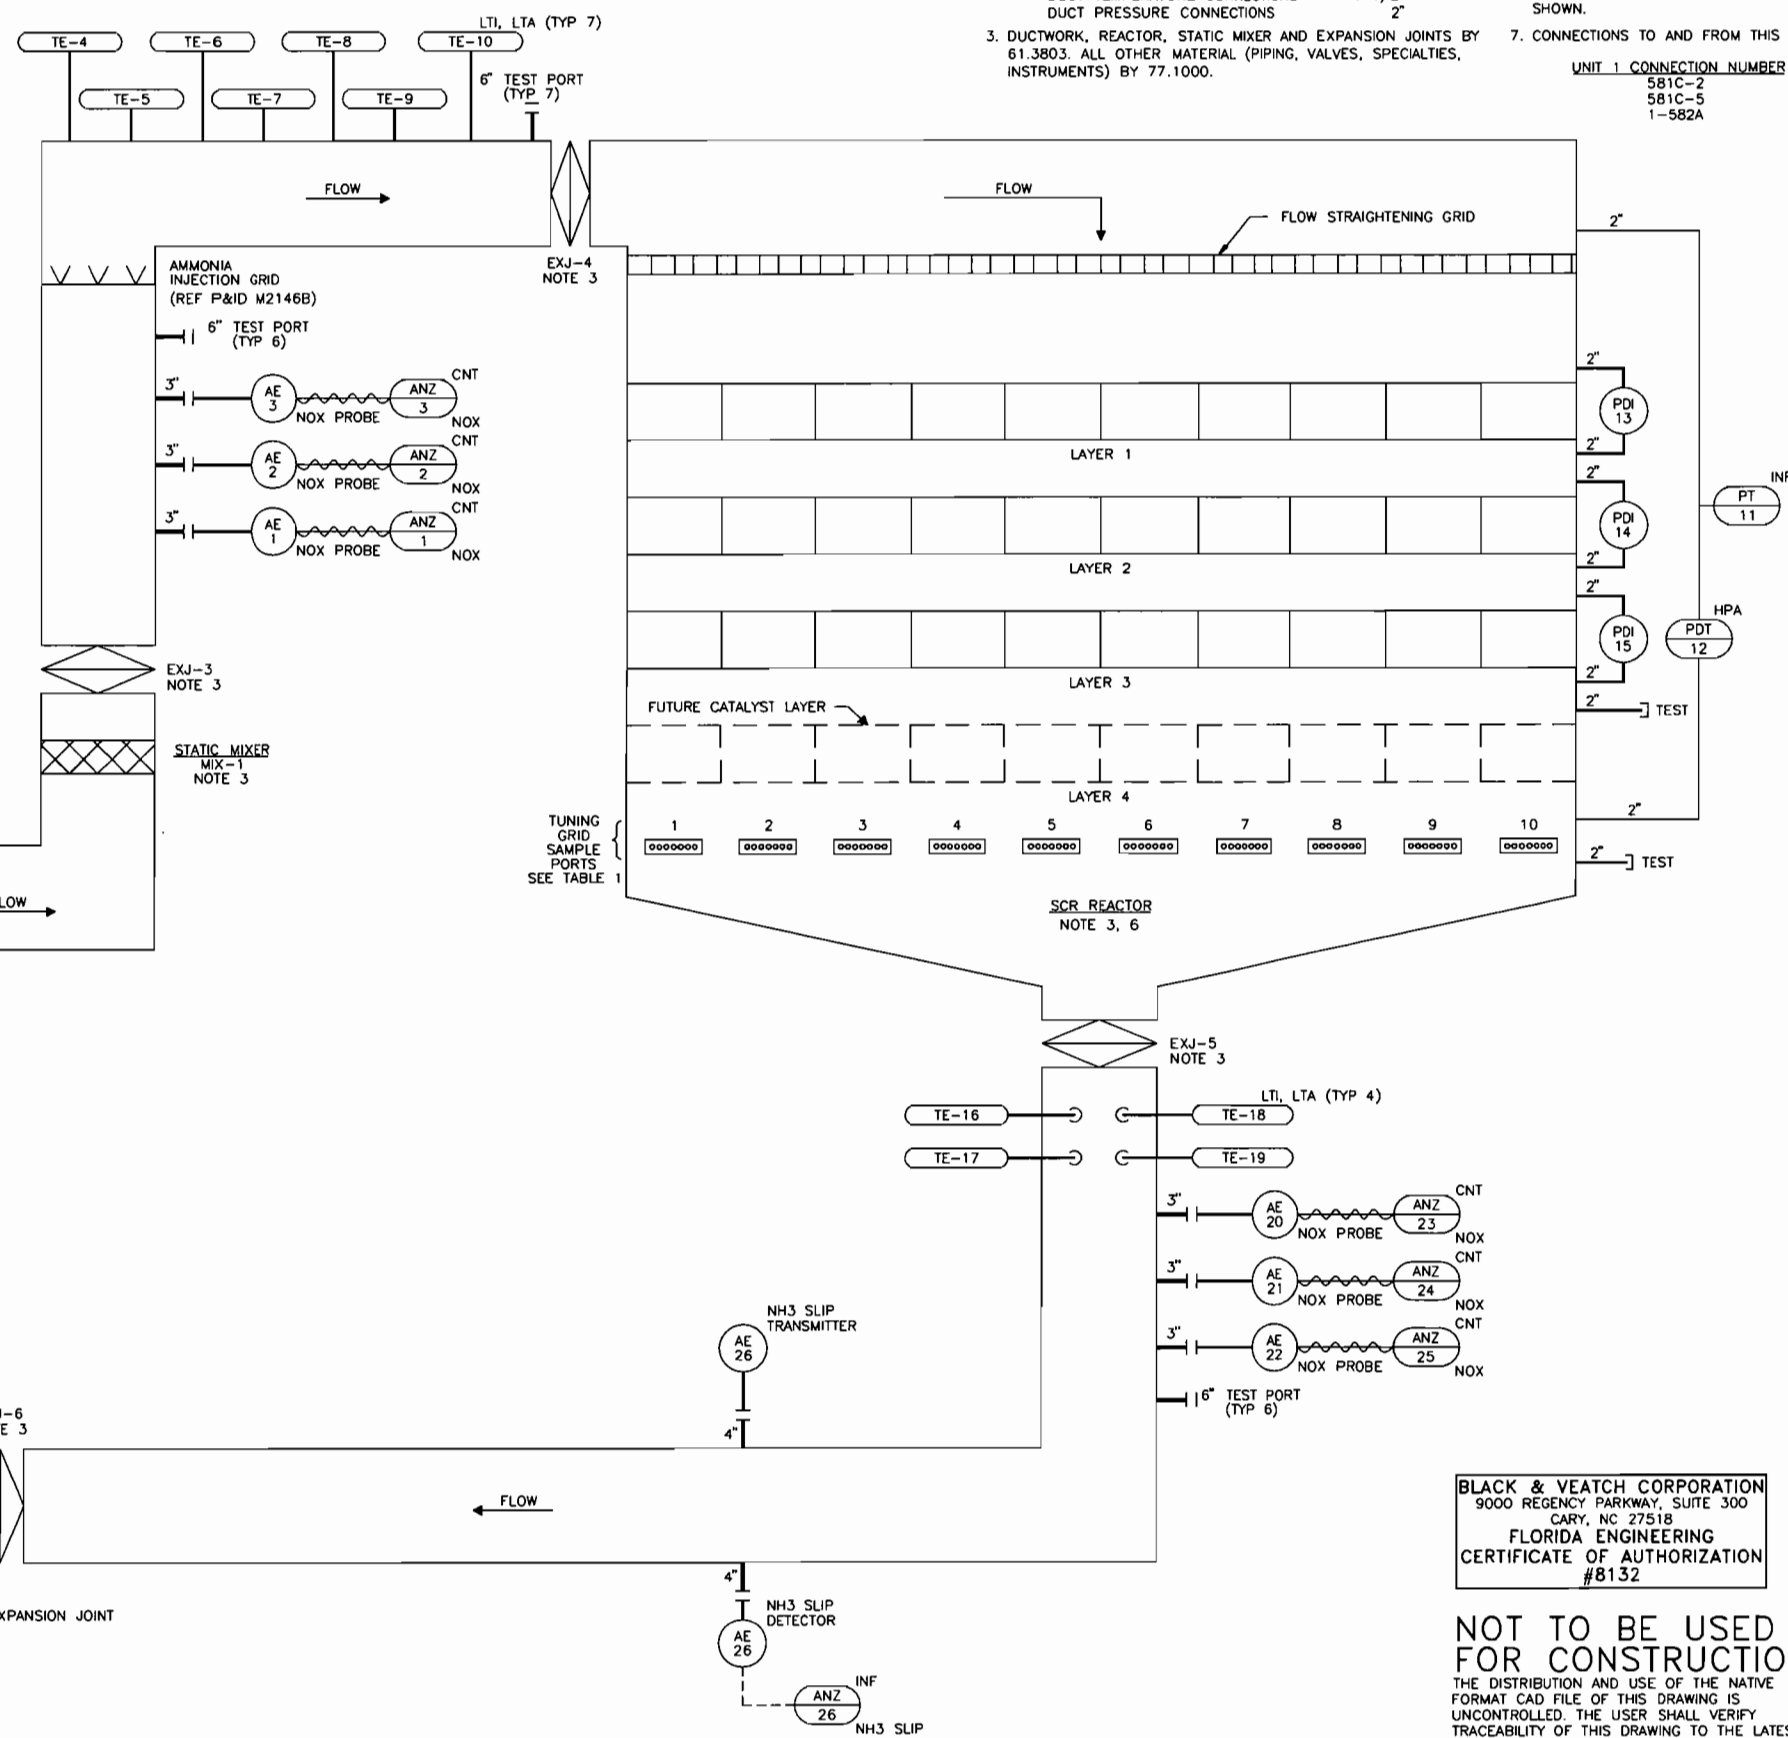 DUCT PRESSURE CONNECTIONS 2"
3. DUCTWORK, REACTOR, STATIC MIXER AND EXPANSION JOINTS BY
61.3803. ALL OTHER MATERIAL (PIPING, VALVES, SPECIALTIES,
INSTRUMENTS) BY 77.1000.
SHOWN.
7. CONNECTIONS TO AND FROM THIS
UNIT 1 CONNECTION NUMBER
581C-2
581C-5
1-582A
LTI, LTA (TYP 7)
TE-4
TE-6
TE-8
TE-10
TE-5
TE-7
TE-9
6" TEST PORT
(TYP 7)
FLOW
EXJ-4
NOTE 3
FLOW
FLOW STRAIGHTENING GRID
2"
AMMONIA
INJECTION GRID
(REF P&ID M2146B)
6" TEST PORT
(TYP 6)
3"
AE
3
NOX PROBE
ANZ
3
CNT
NOX
3"
AE
2
NOX PROBE
ANZ
2
CNT
NOX
3"
AE
1
NOX PROBE
ANZ
1
CNT
NOX
EXJ-3
NOTE 3
STATIC MIXER
MIX-1
NOTE 3
LOW
LAYER 1
2"
PDI
13
2"
LAYER 2
2"
PDI
14
2"
LAYER 3
2"
PDI
15
2"
INF
PT
11
HPA
PDT
12
2"
TEST
FUTURE CATALYST LAYER
LAYER 4
2"
TUNING
GRID
SAMPLE
PORTS
SEE TABLE 1
1 2 3 4 5 6 7 8 9 10
2"
TEST
SCR REACTOR
NOTE 3, 6
EXJ-5
NOTE 3
LTI, LTA (TYP 4)
TE-16
TE-18
TE-17
TE-19
3"
AE
20
NOX PROBE
ANZ
23
CNT
NOX
3"
AE
21
NOX PROBE
ANZ
24
CNT
NOX
3"
AE
22
NOX PROBE
ANZ
25
CNT
NOX
6" TEST PORT
(TYP 6)
NH3 SLIP
TRANSMITTER
AE
26
4"
J-6
E 3
FLOW
4"
NH3 SLIP
DETECTOR
AE
26
INF
ANZ
26
NH3 SLIP
XPANSION JOINT
BLACK & VEATCH CORPORATION
9000 REGENCY PARKWAY, SUITE 300
CARY, NC 27518
FLORIDA ENGINEERING
CERTIFICATE OF AUTHORIZATION
#8132
NOT TO BE USED
FOR CONSTRUCTIO
THE DISTRIBUTION AND USE OF THE NATIVE
FORMAT CAD FILE OF THIS DRAWING IS
UNCONTROLLED. THE USER SHALL VERIFY
TRACEABILITY OF THIS DRAWING TO THE LATES